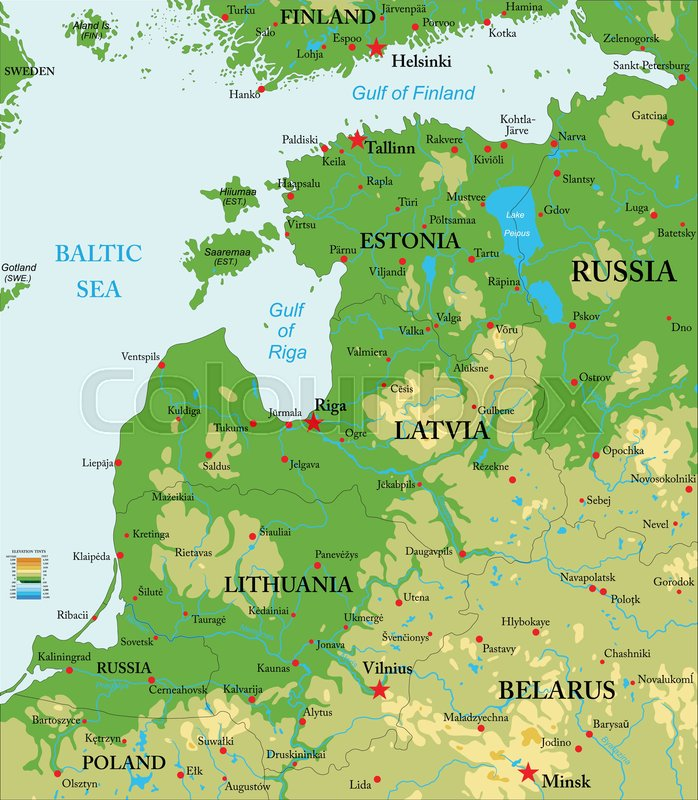 Turku
Aland Is.
(FIN.)
FINLAND
Järvenpää
Hamina
Salo
Porvoo
Kotka
Espoo
Lohja
Helsinki
Zelenogorsk
Sankt Petersburg
SWEDEN
Hanko
Gulf of Finland
Gatcina
Kohtla-
Järve
Paldiski
Tallinn
Rakvere
Narva
Keila
Kiviõli
Haapsalu
Rapla
Slantsy
Hiiumaa
(EST.)
Türi
Mustvee
Gdov
Luga
Lake
Peipus
Virtsu
Põltsamaa
Batetsky
BALTIC
SEA
Saaremaa
(EST.)
ESTONIA
Pärnu
Tartu
Viljandi
RUSSIA
Gotland
(SWE.)
Räpina
Gulf
of
Riga
Valka
Valga
Võru
Pskov
Dno
Ventspils
Valmiera
Alūksne
Ostrov
Cēsis
Kuldiga
Tukums
Jūrmala
Riga
Gulbene
LATVIA
Ogre
Liepāja
Saldus
Jelgava
Rēzekne
Opochka
Novosokolniki
Mažeikiai
Jēkabpils
Sebej
Nevel
Kretinga
Šiauliai
Klaipėda
Rietavas
Panevėžys
Daugavpils
ELEVATION TINTS
LITHUANIA
Navapolatsk
Polotk
Gorodok
Šilutė
Utena
Ribacii
Tauragė
Kėdainiai
Ukmergė
Hlybokaye
Sovetsk
Jonava
Švenčionys
Pastavy
Kaliningrad
Chashniki
RUSSIA
Kaunas
Vilnius
Cerneahovsk
Kalvarija
BELARUS
Novalukoml
Bartoszyce
Alytus
Maladzyechna
Barysaŭ
Kętrzyn
Suwałki
Jodino
Druskininkai
POLAND
Olsztyn
Ełk
Augustów
Lida
Minsk
colourbox